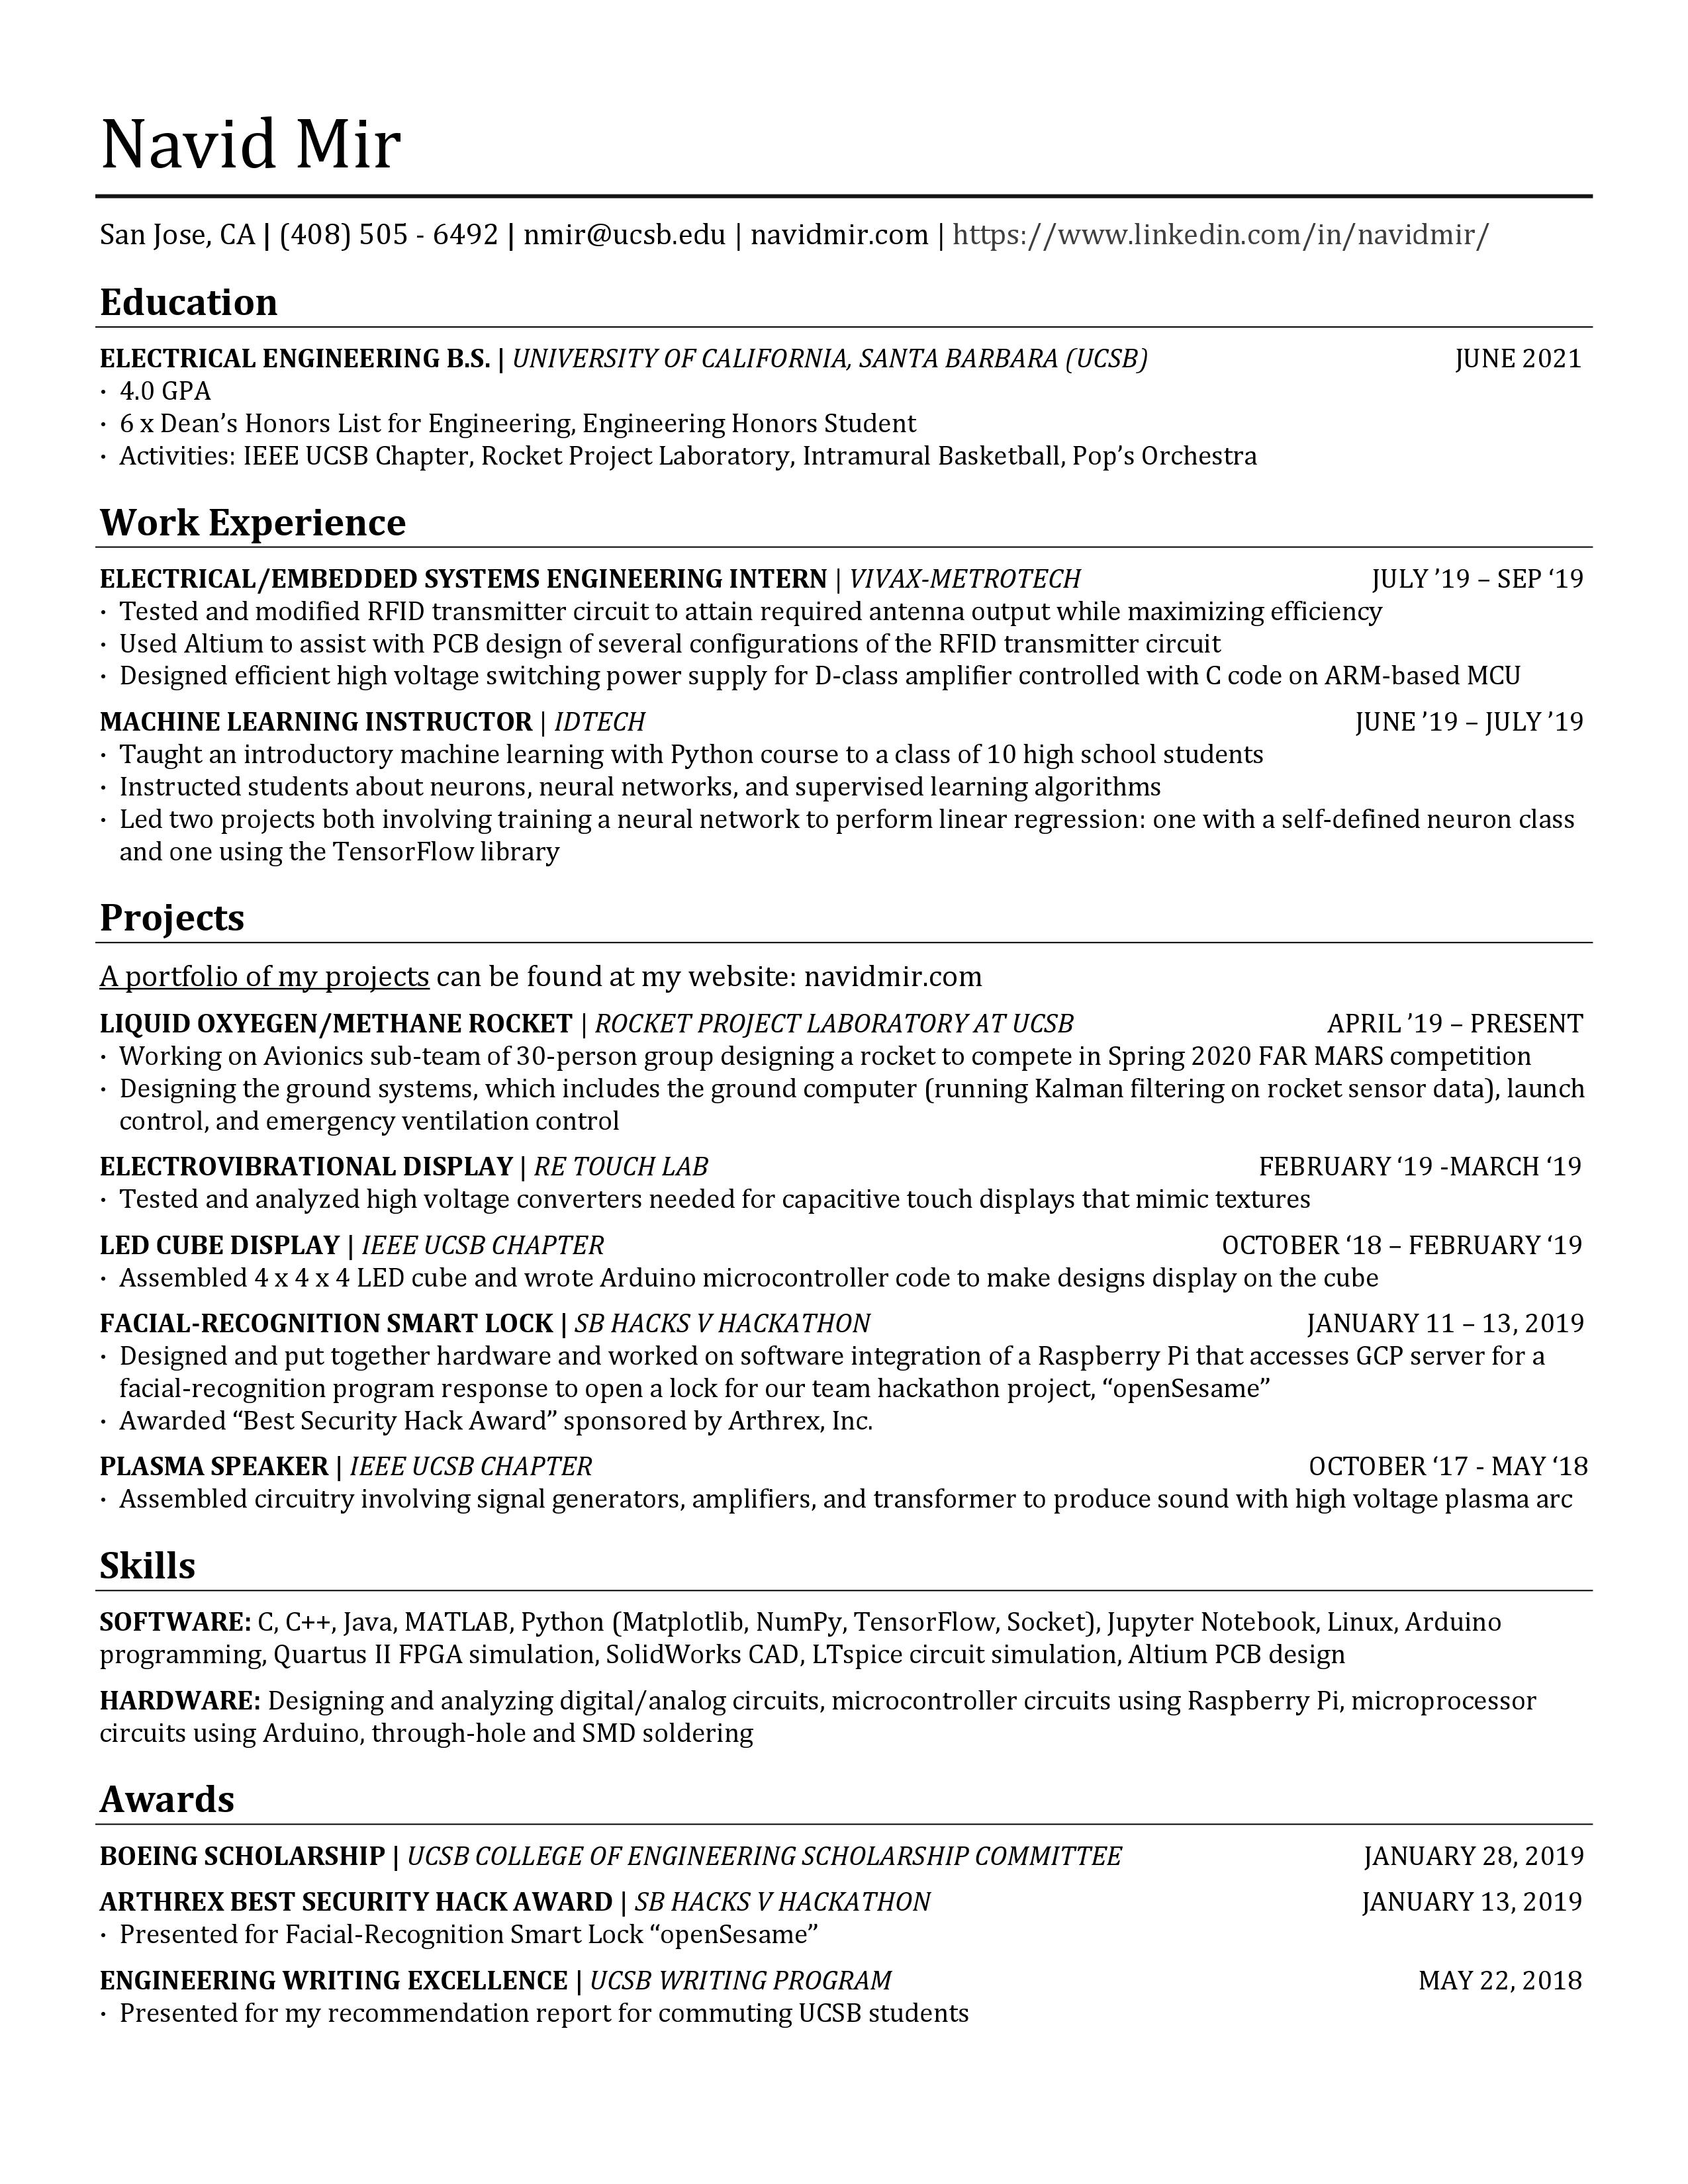 Navid Mir
San Jose, CA | (408) 505 - 6492 | nmir@ucsb.edu | navidmir.com | https://www.linkedin.com/in/navidmir/
Education
ELECTRICAL ENGINEERING B.S. | UNIVERSITY OF CALIFORNIA, SANTA BARBARA (UCSB) JUNE 2021
· 4.0 GPA
· 6 x Dean’s Honors List for Engineering, Engineering Honors Student
· Activities: IEEE UCSB Chapter, Rocket Project Laboratory, Intramural Basketball, Pop’s Orchestra
Work Experience
ELECTRICAL/EMBEDDED SYSTEMS ENGINEERING INTERN | VIVAX-METROTECH JULY ’19 – SEP ‘19
· Tested and modified RFID transmitter circuit to attain required antenna output while maximizing efficiency
· Used Altium to assist with PCB design of several configurations of the RFID transmitter circuit
· Designed efficient high voltage switching power supply for D-class amplifier controlled with C code on ARM-based MCU
MACHINE LEARNING INSTRUCTOR | IDTECH JUNE ’19 – JULY ’19
· Taught an introductory machine learning with Python course to a class of 10 high school students
· Instructed students about neurons, neural networks, and supervised learning algorithms
· Led two projects both involving training a neural network to perform linear regression: one with a self-defined neuron class
and one using the TensorFlow library
Projects
A portfolio of my projects can be found at my website: navidmir.com
LIQUID OXYEGEN/METHANE ROCKET | ROCKET PROJECT LABORATORY AT UCSB APRIL ’19 – PRESENT
· Working on Avionics sub-team of 30-person group designing a rocket to compete in Spring 2020 FAR MARS competition
· Designing the ground systems, which includes the ground computer (running Kalman filtering on rocket sensor data), launch
control, and emergency ventilation control
ELECTROVIBRATIONAL DISPLAY | RE TOUCH LAB FEBRUARY ‘19 -MARCH ‘19
· Tested and analyzed high voltage converters needed for capacitive touch displays that mimic textures
LED CUBE DISPLAY | IEEE UCSB CHAPTER OCTOBER ‘18 – FEBRUARY ‘19
· Assembled 4 x 4 x 4 LED cube and wrote Arduino microcontroller code to make designs display on the cube
FACIAL-RECOGNITION SMART LOCK | SB HACKS V HACKATHON JANUARY 11 – 13, 2019
· Designed and put together hardware and worked on software integration of a Raspberry Pi that accesses GCP server for a
facial-recognition program response to open a lock for our team hackathon project, “openSesame”
· Awarded “Best Security Hack Award” sponsored by Arthrex, Inc.
PLASMA SPEAKER | IEEE UCSB CHAPTER OCTOBER ‘17 - MAY ‘18
· Assembled circuitry involving signal generators, amplifiers, and transformer to produce sound with high voltage plasma arc
Skills
SOFTWARE: C, C++, Java, MATLAB, Python (Matplotlib, NumPy, TensorFlow, Socket), Jupyter Notebook, Linux, Arduino
programming, Quartus II FPGA simulation, SolidWorks CAD, LTspice circuit simulation, Altium PCB design
HARDWARE: Designing and analyzing digital/analog circuits, microcontroller circuits using Raspberry Pi, microprocessor
circuits using Arduino, through-hole and SMD soldering
Awards
BOEING SCHOLARSHIP | UCSB COLLEGE OF ENGINEERING SCHOLARSHIP COMMITTEE JANUARY 28, 2019
ARTHREX BEST SECURITY HACK AWARD | SB HACKS V HACKATHON JANUARY 13, 2019
· Presented for Facial-Recognition Smart Lock “openSesame”
ENGINEERING WRITING EXCELLENCE | UCSB WRITING PROGRAM MAY 22, 2018
· Presented for my recommendation report for commuting UCSB students